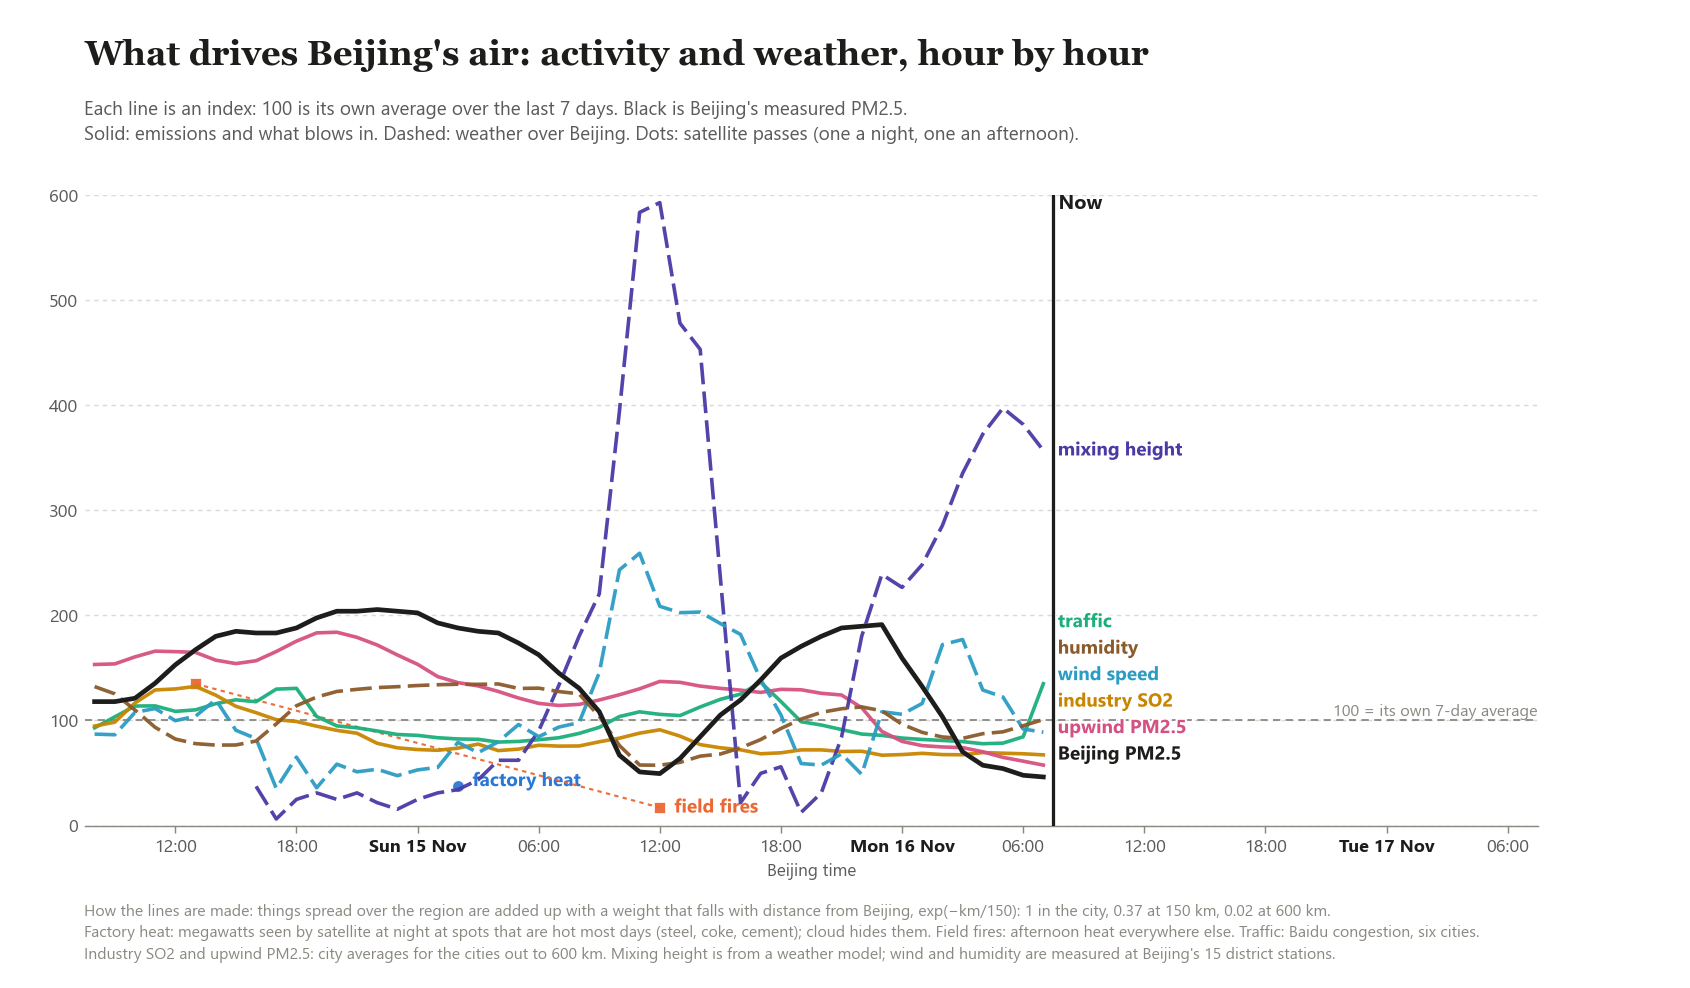 What drives Beijing's air: activity and weather, hour by hour
Each line is an index: 100 is its own average over the last 7 days. Black is Beijing's measured PM2.5.
Solid: emissions and what blows in. Dashed: weather over Beijing. Dots: satellite passes (one a night, one an afternoon).
600
Now
500
mixing height
400
300
200
traffic
humidity
wind speed
industry SO2
100 = its own 7-day average
100
upwind PM2.5
Beijing PM2.5
factory heat
field fires
0
12:00 18:00 Sun 15 Nov 06:00 12:00 18:00 Mon 16 Nov 06:00 12:00 18:00 Tue 17 Nov 06:00
Beijing time
How the lines are made: things spread over the region are added up with a weight that falls with distance from Beijing, exp(−km/150): 1 in the city, 0.37 at 150 km, 0.02 at 600 km.
Factory heat: megawatts seen by satellite at night at spots that are hot most days (steel, coke, cement); cloud hides them. Field fires: afternoon heat everywhere else. Traffic: Baidu congestion, six cities.
Industry SO2 and upwind PM2.5: city averages for the cities out to 600 km. Mixing height is from a weather model; wind and humidity are measured at Beijing's 15 district stations.